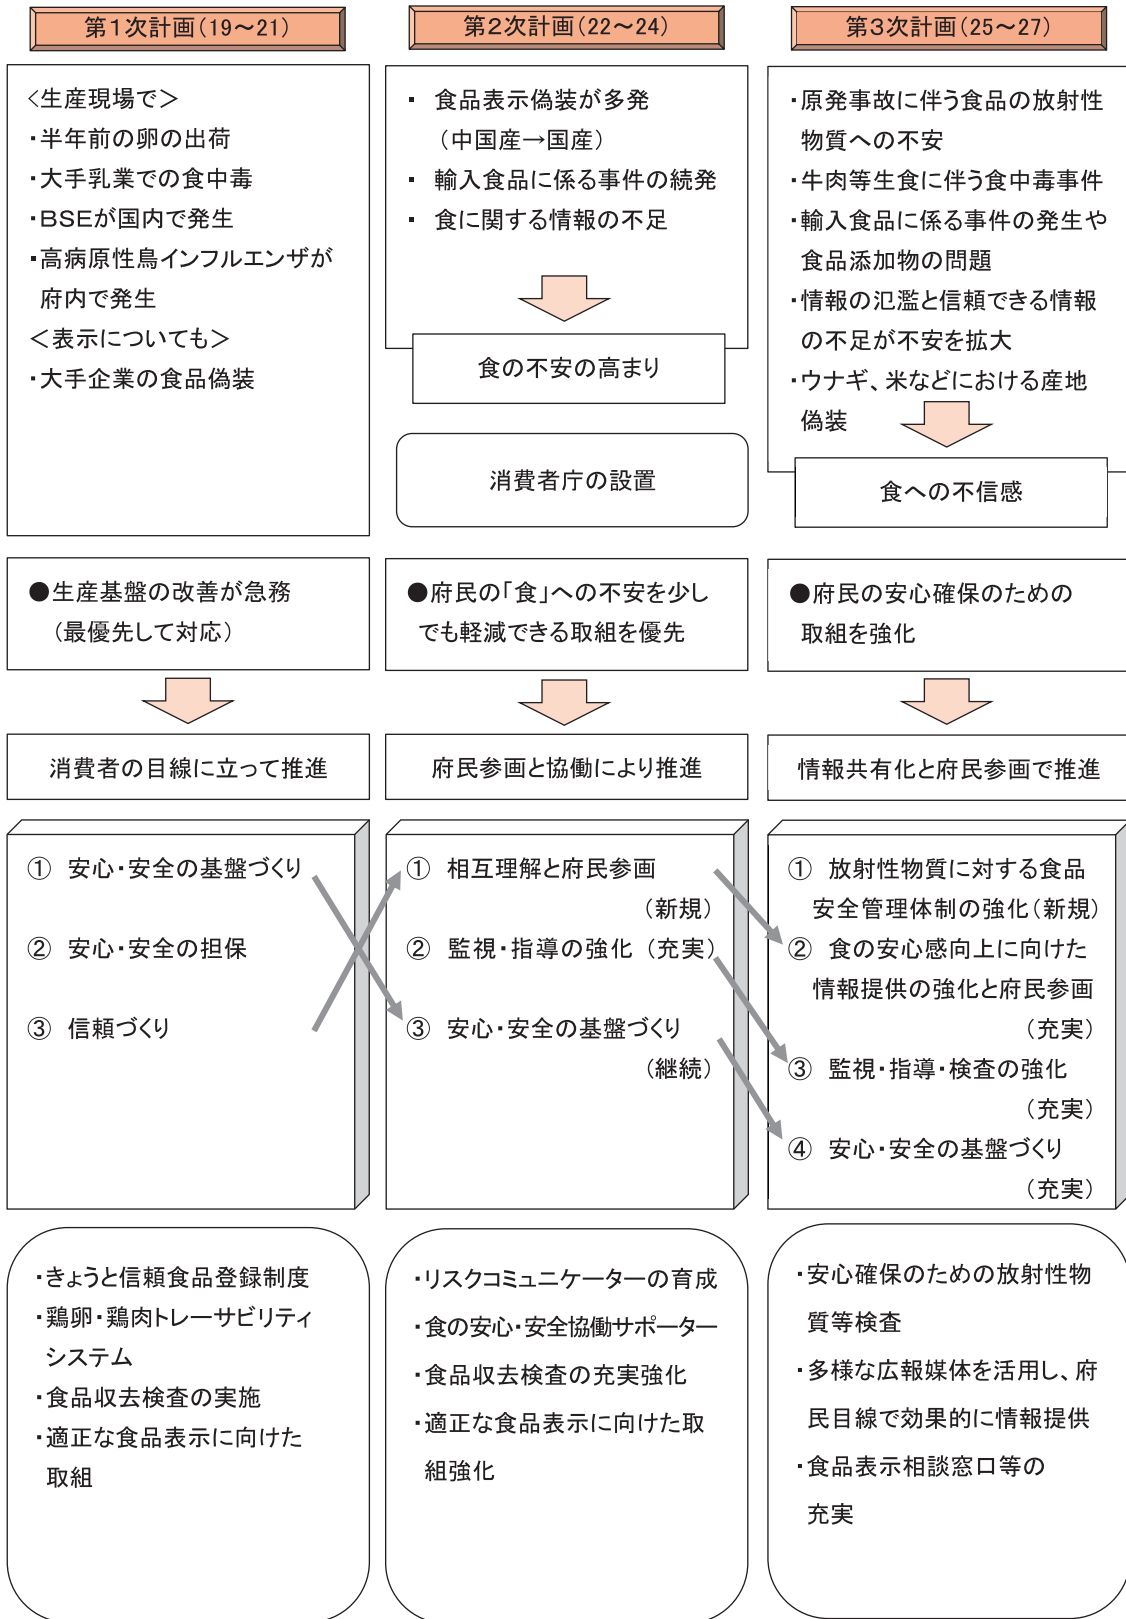 第1次計画（19～21）
<生産現場で>
・半年前の卵の出荷
・大手乳業での食中毒
・BSEが国内で発生
・高病原性鳥インフルエンザが
府内で発生
<表示についても>
・大手企業の食品偽装
●生産基盤の改善が急務
（最優先して対応）
消費者の目線に立って推進
① 安心・安全の基盤づくり
② 安心・安全の担保
③ 信頼づくり
・きょうと信頼食品登録制度
・鶏卵・鶏肉トレーサビリティ
システム
・食品収去検査の実施
・適正な食品表示に向けた
取組
第2次計画（22～24）
・ 食品表示偽装が多発
（中国産→国産）
・ 輸入食品に係る事件の続発
・ 食に関する情報の不足
食の不安の高まり
消費者庁の設置
●府民の「食」への不安を少し
でも軽減できる取組を優先
府民参画と協働により推進
① 相互理解と府民参画
（新規）
② 監視・指導の強化（充実）
③ 安心・安全の基盤づくり
（継続）
・リスクコミュニケーターの育成
・食の安心・安全協働サポーター
・食品収去検査の充実強化
・適正な食品表示に向けた取
組強化
第3次計画（25～27）
・原発事故に伴う食品の放射性
物質への不安
・牛肉等生食に伴う食中毒事件
・輸入食品に係る事件の発生や
食品添加物の問題
・情報の氾濫と信頼できる情報
の不足が不安を拡大
・ウナギ、米などにおける産地
偽装
食への不信感
●府民の安心確保のための
取組を強化
情報共有化と府民参画で推進
① 放射性物質に対する食品
安全管理体制の強化（新規）
② 食の安心感向上に向けた
情報提供の強化と府民参画
（充実）
③ 監視・指導・検査の強化
（充実）
④ 安心・安全の基盤づくり
（充実）
・安心確保のための放射性物
質等検査
・多様な広報媒体を活用し、府
民目線で効果的に情報提供
・食品表示相談窓口等の
充実